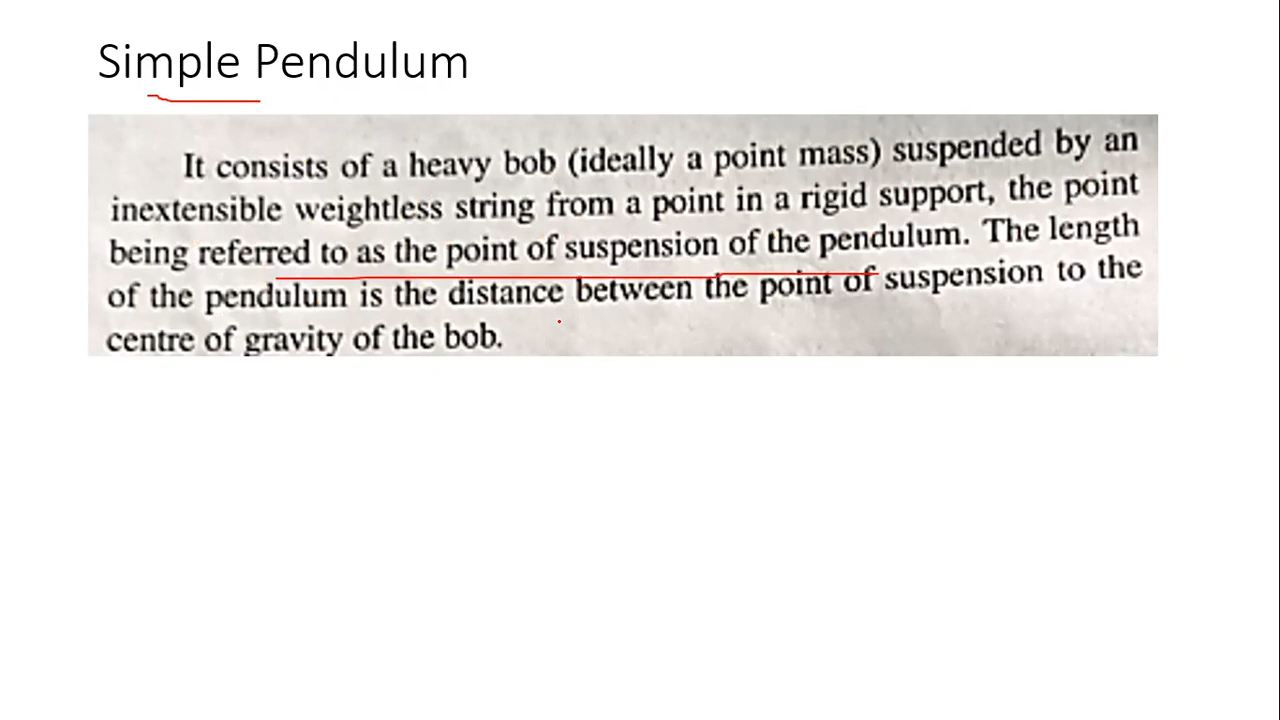 Simple Pendulum
It consists of a heavy bob (ideally a point mass) suspended by an
inextensible weightless string from a point in a rigid support, the point
being referred to as the point of suspension of the pendulum. The length
of the pendulum is the distance between the point of suspension to the
centre of gravity of the bob.